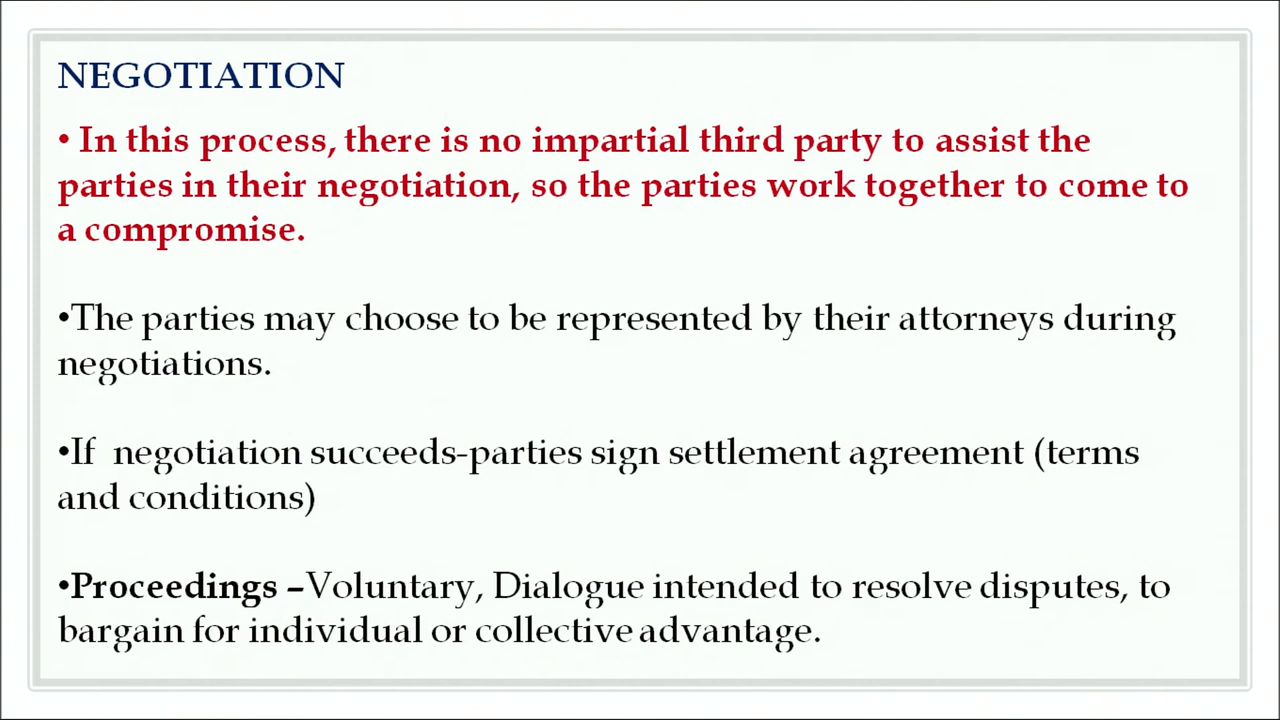 NEGOTIATION
• In this process, there is no impartial third party to assist the
parties in their negotiation, so the parties work together to come to
a compromise.
•The parties may choose to be represented by their attorneys during
negotiations.
•If negotiation succeeds-parties sign settlement agreement (terms
and conditions)
•Proceedings –Voluntary, Dialogue intended to resolve disputes, to
bargain for individual or collective advantage.